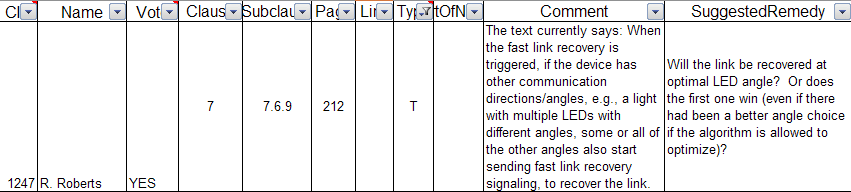 Cl Name Vot Claus Subclau Pag Lin Typ rtOfN Comment SuggestedRemedy
The text currently says: When
the fast link recovery is
triggered, if the device has
other communication
directions/angles, e.g., a light
with multiple LEDs with
different angles, some or all of
the other angles also start
sending fast link recovery
signaling, to recover the link.
Will the link be recovered at
optimal LED angle? Or does
the first one win (even if there
had been a better angle choice
if the algorithm is allowed to
optimize)?
7 7.6.9 212 T
1247 R. Roberts YES